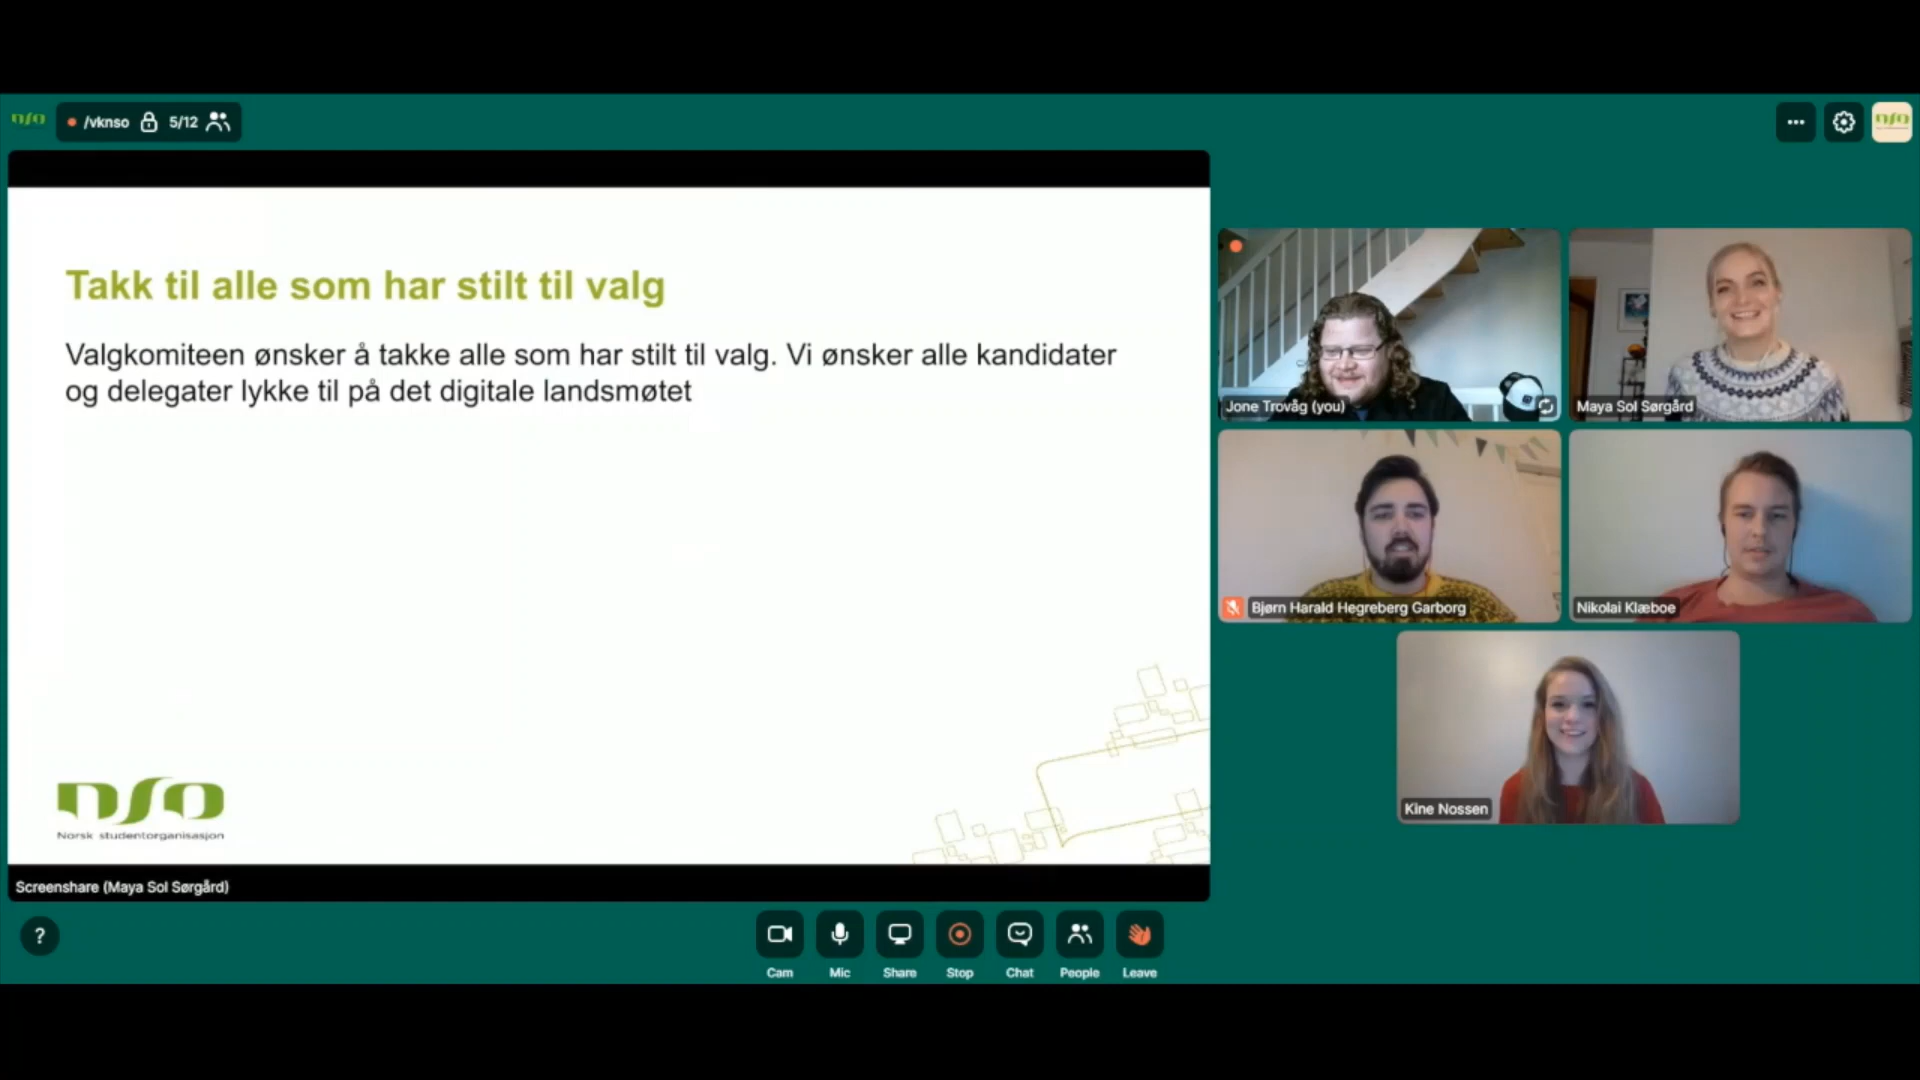 nso
/vknso
5/12
nso
Takk til alle som har stilt til valg
Valgkomiteen ønsker å takke alle som har stilt til valg. Vi ønsker alle kandidater
og delegater lykke til på det digitale landsmøtet
nso
Norsk studentorganisasjon
Screenshare (Maya Sol Sørgård)
Jone Trovåg (you)
Maya Sol Sørgård
Bjørn Harald Hegreberg Garborg
Nikolai Klæboe
Kine Nossen
?
Cam
Mic
Share
Stop
Chat
People
Leave